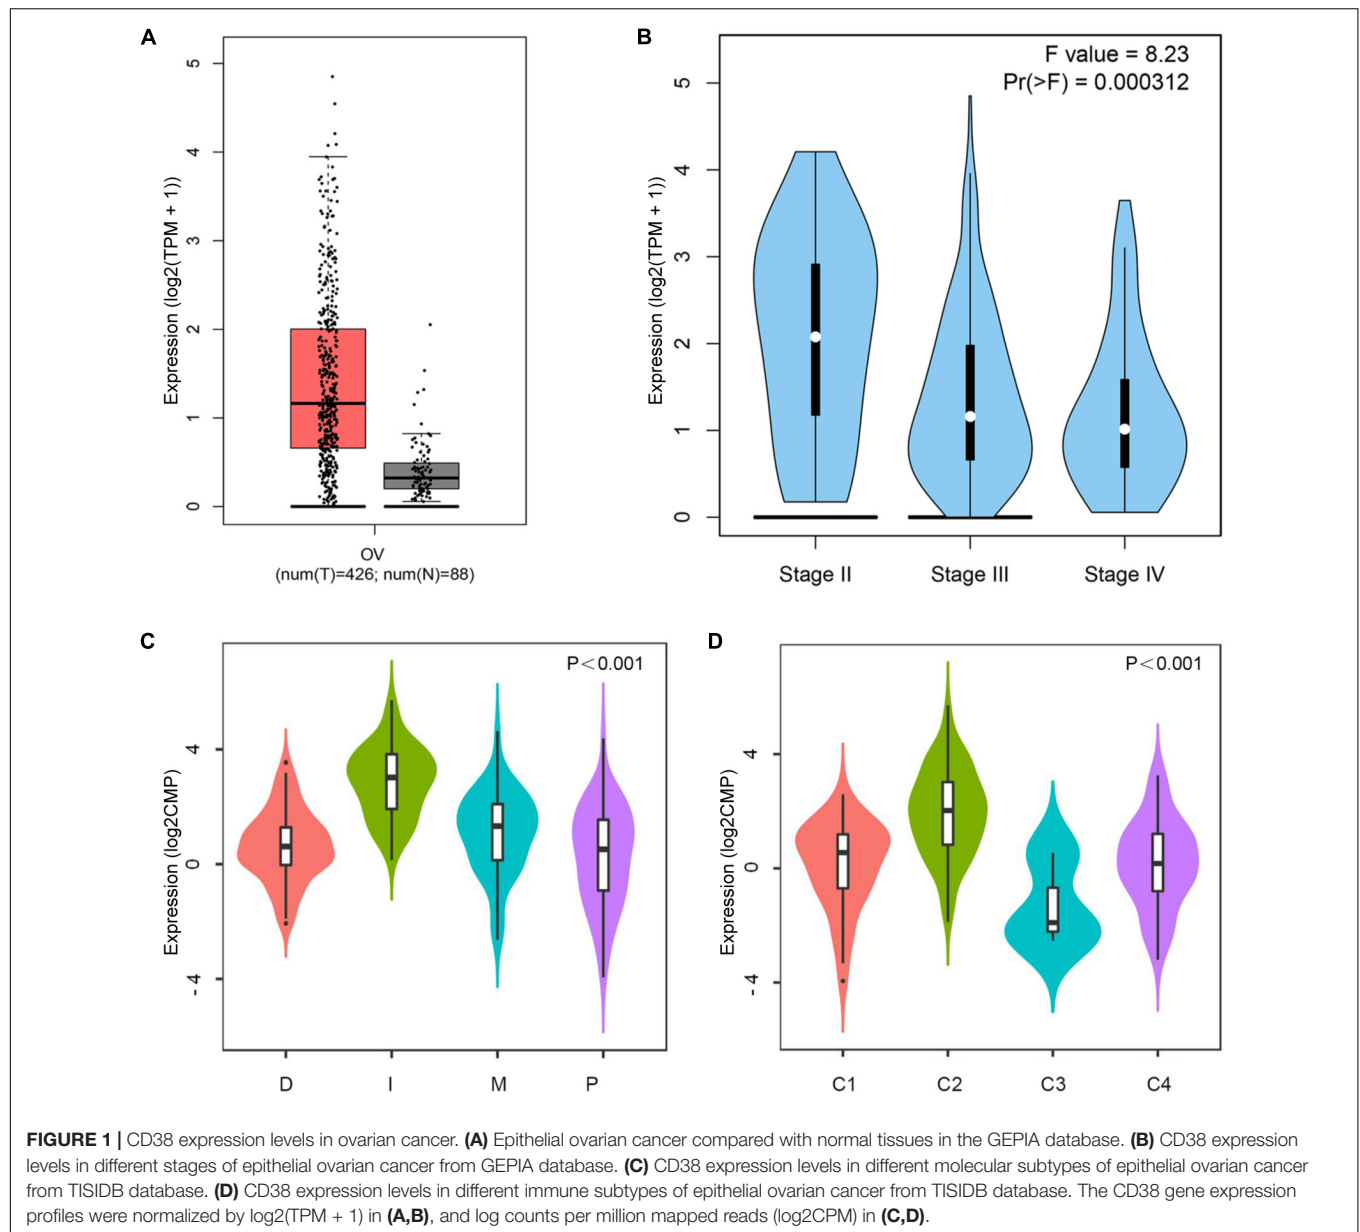 A
Expression (log2(TPM + 1))
5
4
3
2
1
0
OV
(num(T)=426; num(N)=88)
B
Expression (log2(TPM + 1))
5
4
3
2
1
0
F value = 8.23
Pr(>F) = 0.000312
Stage II
Stage III
Stage IV
C
Expression (log2CMP)
4
0
- 4
P<0.001
D
I
M
P
D
Expression (log2CMP)
4
0
- 4
P<0.001
C1
C2
C3
C4
FIGURE 1 | CD38 expression levels in ovarian cancer. (A) Epithelial ovarian cancer compared with normal tissues in the GEPIA database. (B) CD38 expression
levels in different stages of epithelial ovarian cancer from GEPIA database. (C) CD38 expression levels in different molecular subtypes of epithelial ovarian cancer
from TISIDB database. (D) CD38 expression levels in different immune subtypes of epithelial ovarian cancer from TISIDB database. The CD38 gene expression
profiles were normalized by log2(TPM + 1) in (A,B), and log counts per million mapped reads (log2CPM) in (C,D).